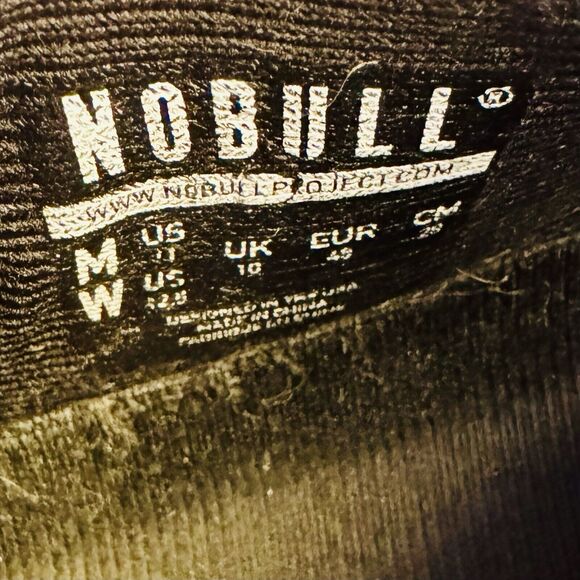 NOBULL®
WWW.NOBULLPROJECT.COM
M US 11 UK 10 EUR CM
W US 12.5
DESIGNED IN THE USA
MADE IN CHINA